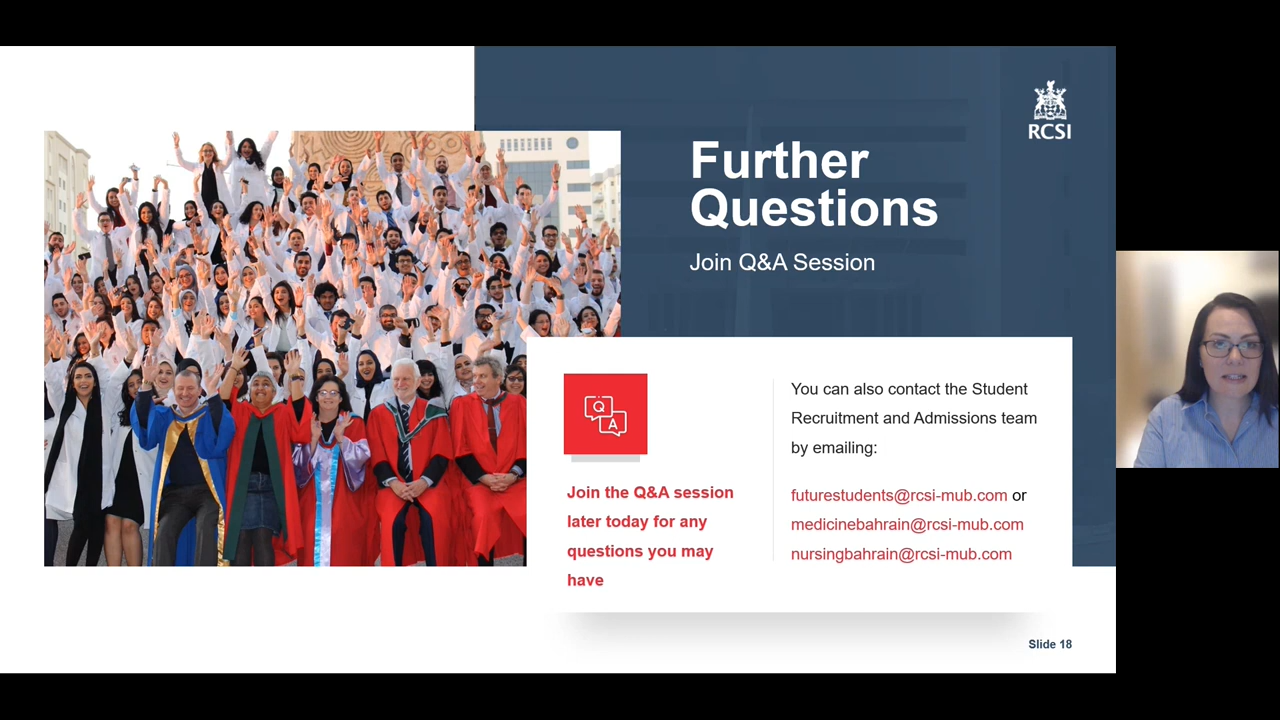 RCSI
Further
Questions
Join Q&A Session
Q
A
Join the Q&A session
later today for any
questions you may
have
You can also contact the Student
Recruitment and Admissions team
by emailing:
futurestudents@rcsi-mub.com or
medicinebahrain@rcsi-mub.com
nursingbahrain@rcsi-mub.com
Slide 18